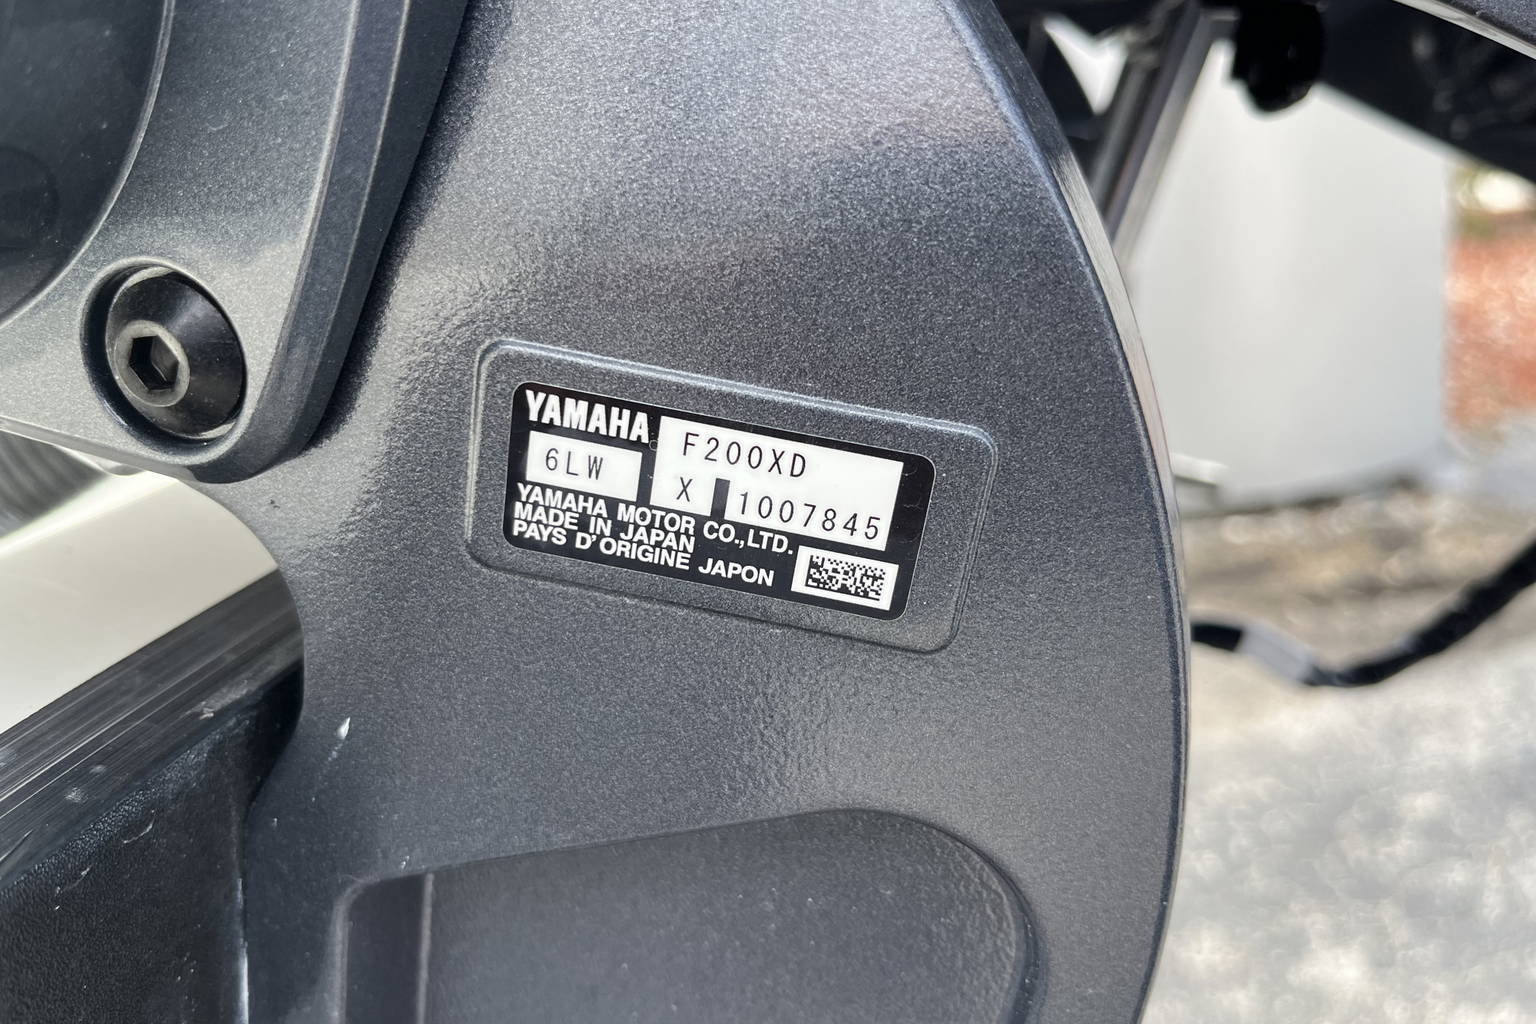 YAMAHA
F200XD
6LW
X 1007845
YAMAHA MOTOR CO.,LTD.
MADE IN JAPAN
PAYS D'ORIGINE JAPON